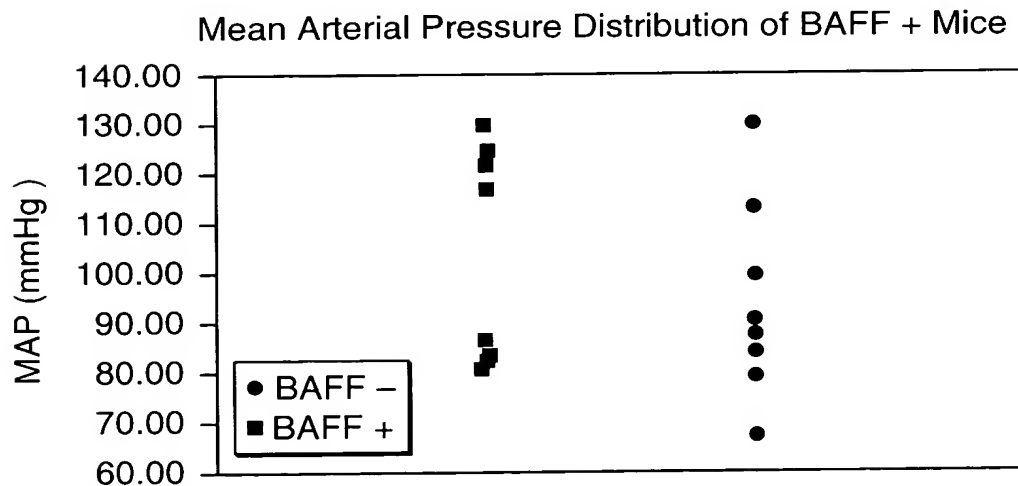 Mean Arterial Pressure Distribution of BAFF + Mice
140.00
130.00
120.00
110.00
100.00
90.00
80.00
70.00
60.00
MAP (mmHg)
BAFF –
BAFF +